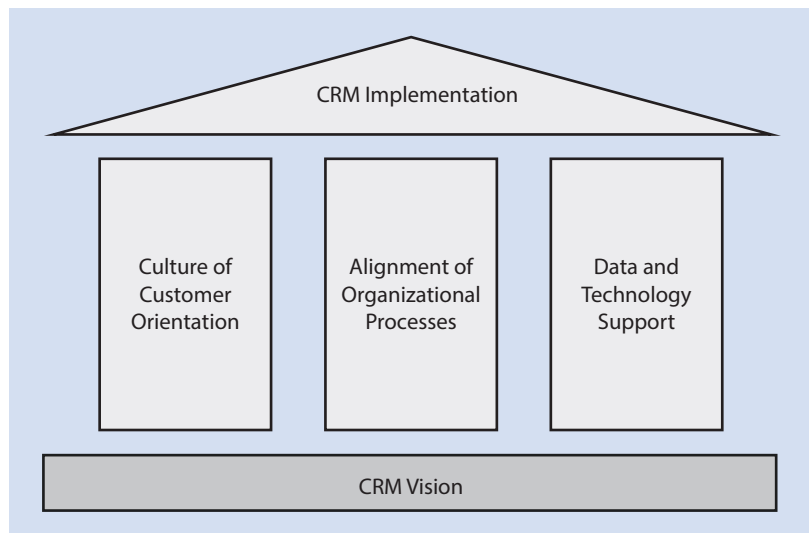 CRM Implementation
Culture of
Customer
Orientation
Alignment of
Organizational
Processes
Data and
Technology
Support
CRM Vision